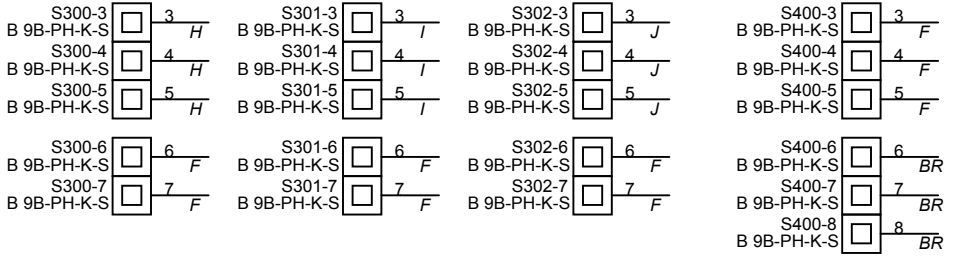 S300-3 3 S301-3 3 S302-3 3 S400-3 3
B 9B-PH-K-S H B 9B-PH-K-S I B 9B-PH-K-S J B 9B-PH-K-S F
S300-4 4 S301-4 4 S302-4 4 S400-4 4
B 9B-PH-K-S H B 9B-PH-K-S I B 9B-PH-K-S J B 9B-PH-K-S F
S300-5 5 S301-5 5 S302-5 5 S400-5 5
B 9B-PH-K-S H B 9B-PH-K-S I B 9B-PH-K-S J B 9B-PH-K-S F
S300-6 6 S301-6 6 S302-6 6 S400-6 6
B 9B-PH-K-S F B 9B-PH-K-S F B 9B-PH-K-S F B 9B-PH-K-S BR
S300-7 7 S301-7 7 S302-7 7 S400-7 7
B 9B-PH-K-S F B 9B-PH-K-S F B 9B-PH-K-S F B 9B-PH-K-S BR
S400-8 8
B 9B-PH-K-S BR